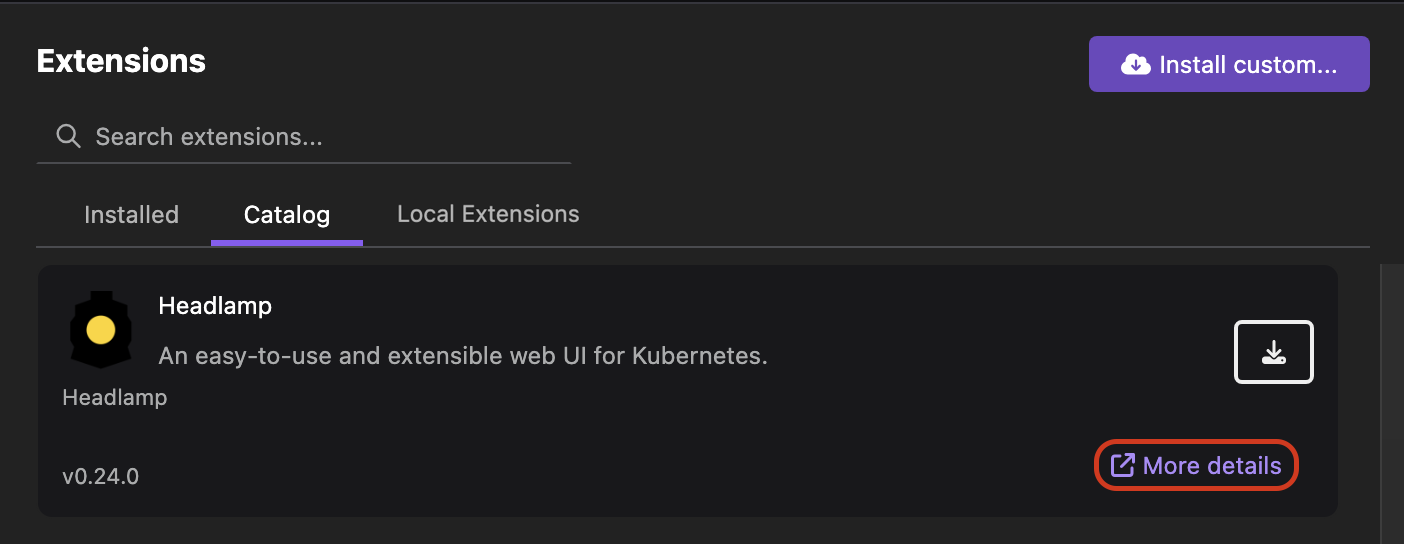 Extensions
Install custom...
Search extensions...
Installed
Catalog
Local Extensions
Headlamp
An easy-to-use and extensible web UI for Kubernetes.
Headlamp
v0.24.0
More details